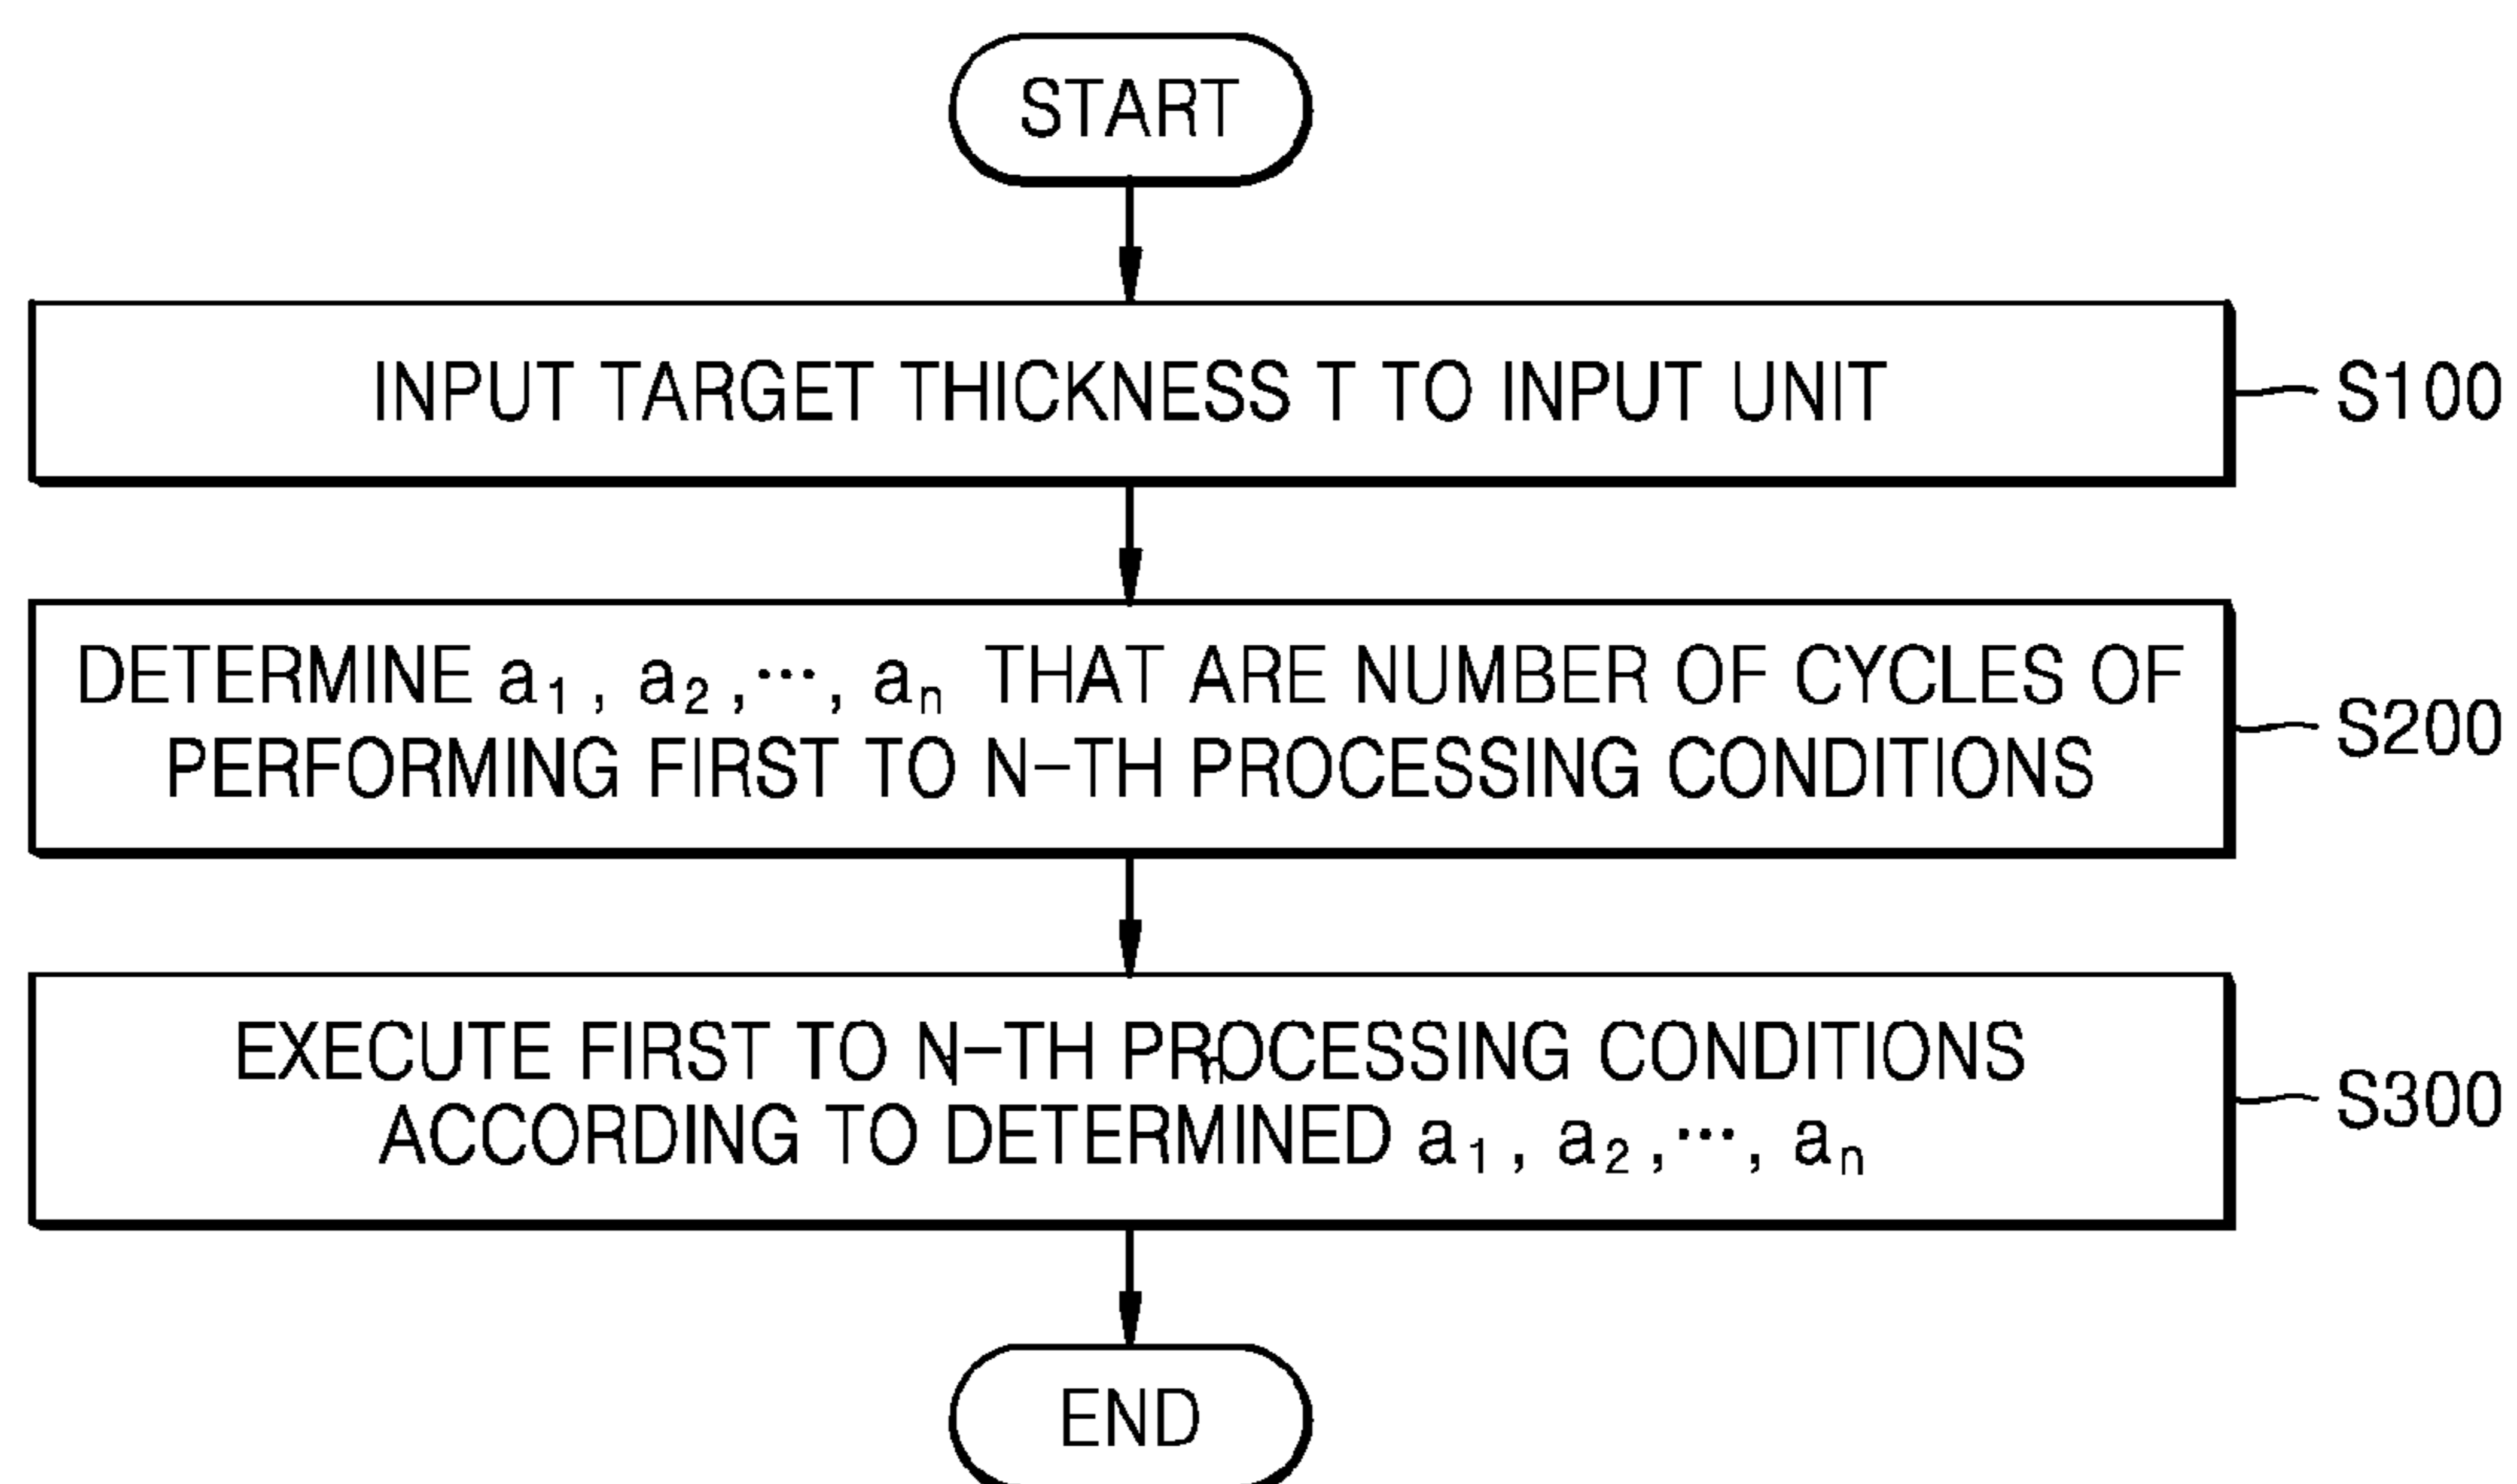 START
INPUT TARGET THICKNESS T TO INPUT UNIT
S100
DETERMINE a₁, a₂,⋯, aₙ THAT ARE NUMBER OF CYCLES OF
PERFORMING FIRST TO N-TH PROCESSING CONDITIONS
S200
EXECUTE FIRST TO N-TH PROCESSING CONDITIONS
ACCORDING TO DETERMINED a₁, a₂,⋯, aₙ
S300
END